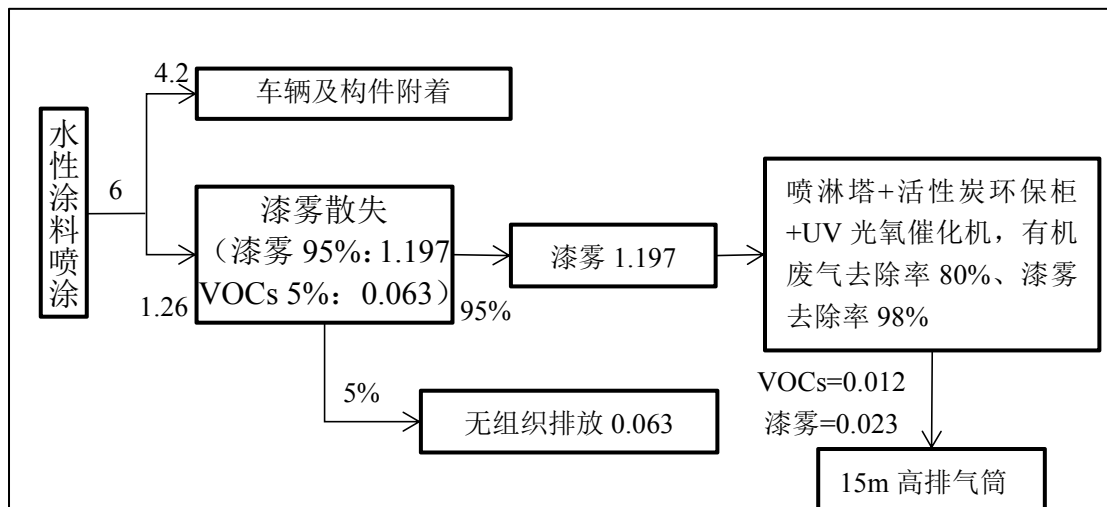 4.2
车辆及构件附着
水性涂料喷涂
6
漆雾散失
（漆雾 95%：1.197
VOCs 5%：0.063）
1.26
95%
漆雾 1.197
喷淋塔+活性炭环保柜
+UV 光氧催化机，有机
废气去除率 80%、漆雾
去除率 98%
5%
无组织排放 0.063
VOCs=0.012
漆雾=0.023
15m 高排气筒